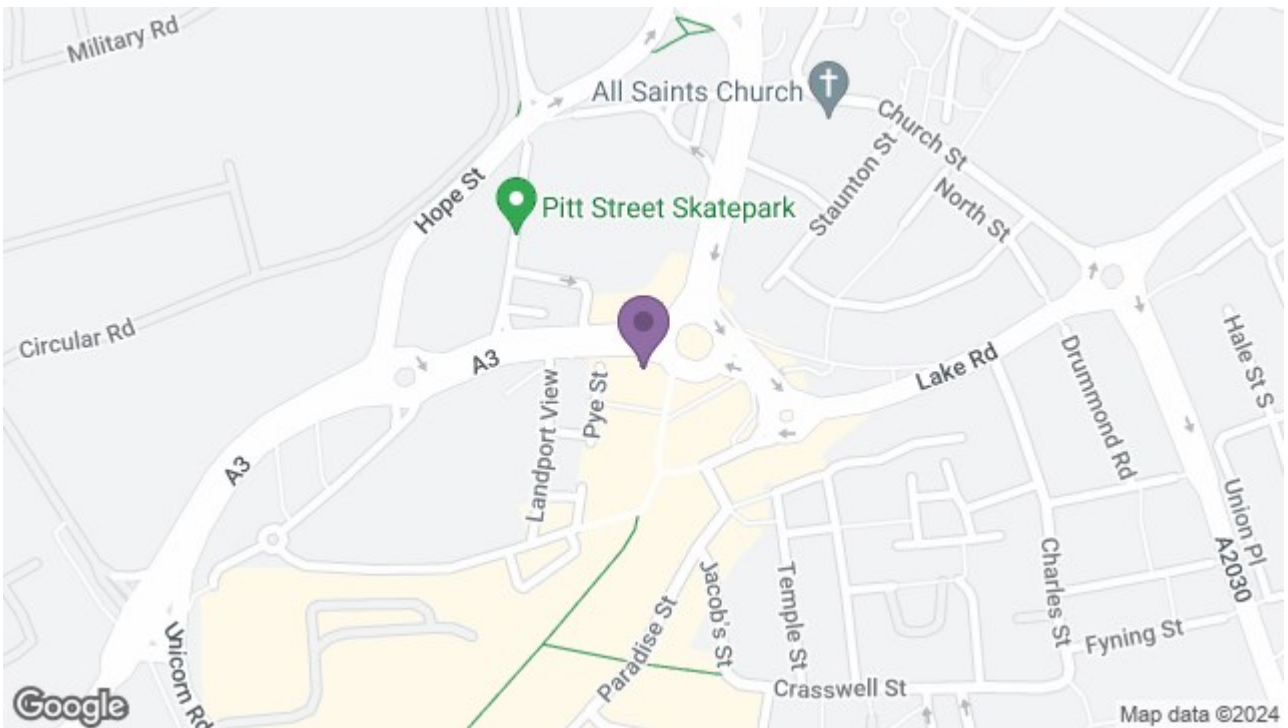 Military Rd
All Saints Church
Church St
Staunton St
North St
Hope St
Pitt Street Skatepark
Circular Rd
A3
Lake Rd
Hale St S
Drummond Rd
Pye St
Landport View
A3
Union Pl
A2030
Charles St
Temple St
Jacob's St
Paradise St
Fyning St
Unicorn Rd
Crasswell St
Google
Map data ©2024